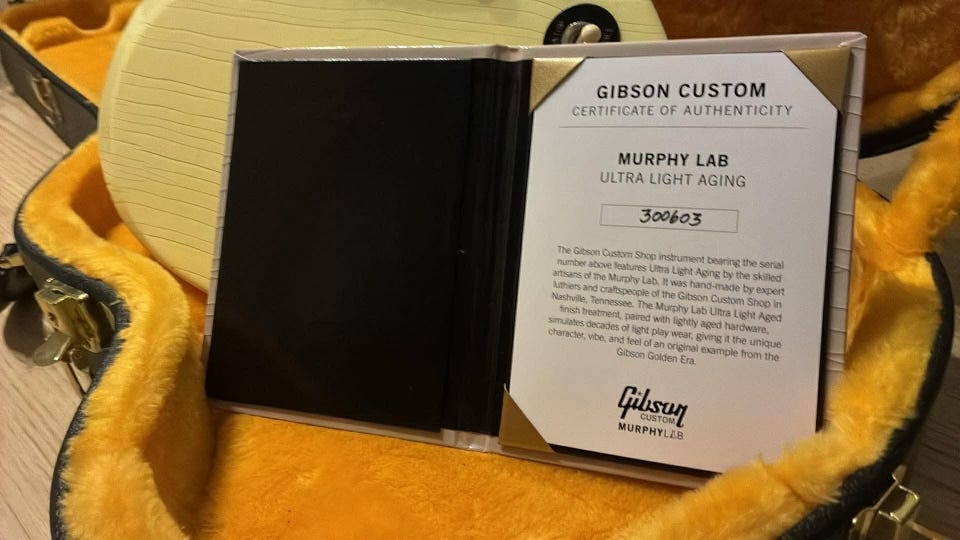 GIBSON CUSTOM
CERTIFICATE OF AUTHENTICITY
MURPHY LAB
ULTRA LIGHT AGING
300603
The Gibson Custom Shop instrument bearing the serial
number above features Ultra Light Aging by the skilled
artisans of the Murphy Lab. It was hand-made by expert
luthiers and craftspeople of the Gibson Custom Shop in
Nashville, Tennessee. The Murphy Lab Ultra Light Aged
finish treatment, paired with lightly aged hardware,
simulates decades of light play wear, giving it the unique
character, vibe, and feel of an original example from the
Gibson Golden Era.
Gibson
CUSTOM
MURPHYLAB